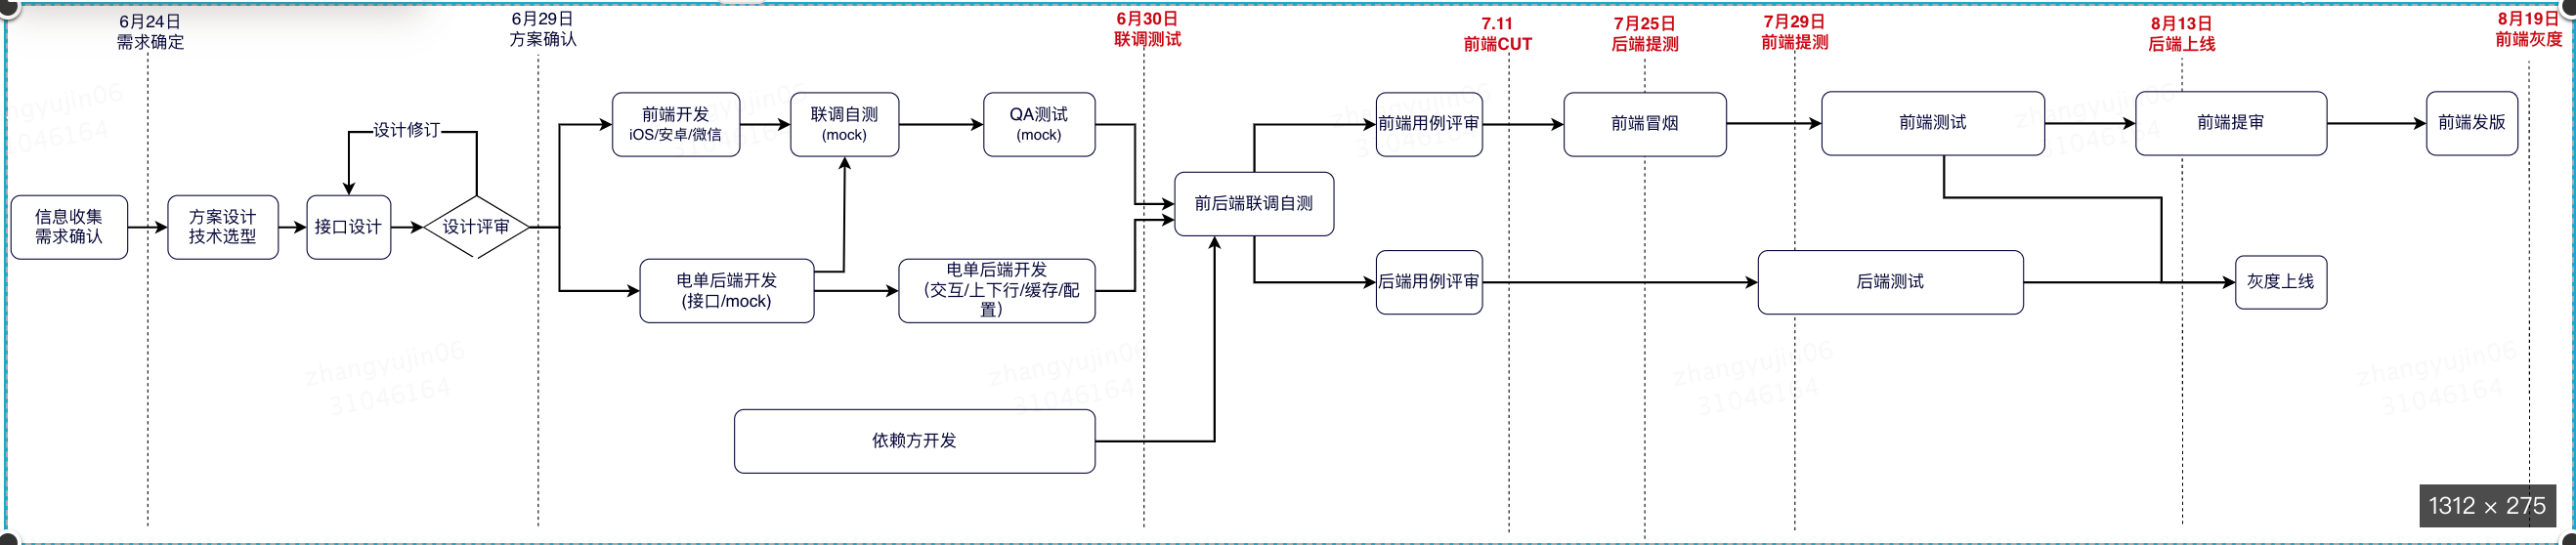 6月24日
需求确定
6月29日
方案确认
6月30日
联调测试
7.11
前端CUT
7月25日
后端提测
7月29日
前端提测
8月13日
后端上线
8月19日
前端灰度
设计修订
信息收集
需求确认
方案设计
技术选型
接口设计
设计评审
前端开发
iOS/安卓/微信
联调自测
(mock)
QA测试
(mock)
电单后端开发
(接口/mock)
电单后端开发
(交互/上下行/缓存/配
置)
依赖方开发
前后端联调自测
前端用例评审
前端冒烟
前端测试
前端提审
前端发版
后端用例评审
后端测试
灰度上线
zhangyujin06
31046164
zhangyujin06
31046164
zhangyujin06
31046164
zhangyujin06
31046164
1312 × 275